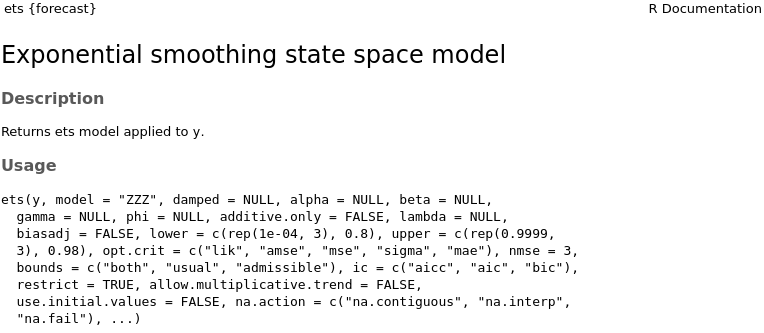 ets {forecast} R Documentation
Exponential smoothing state space model
Description
Returns ets model applied to y.
Usage
ets(y, model = "ZZZ", damped = NULL, alpha = NULL, beta = NULL,
gamma = NULL, phi = NULL, additive.only = FALSE, lambda = NULL,
biasadj = FALSE, lower = c(rep(1e-04, 3), 0.8), upper = c(rep(0.9999,
3), 0.98), opt.crit = c("lik", "amse", "mse", "sigma", "mae"), nmse = 3,
bounds = c("both", "usual", "admissible"), ic = c("aicc", "aic", "bic"),
restrict = TRUE, allow.multiplicative.trend = FALSE,
use.initial.values = FALSE, na.action = c("na.contiguous", "na.interp",
"na.fail"), ...)